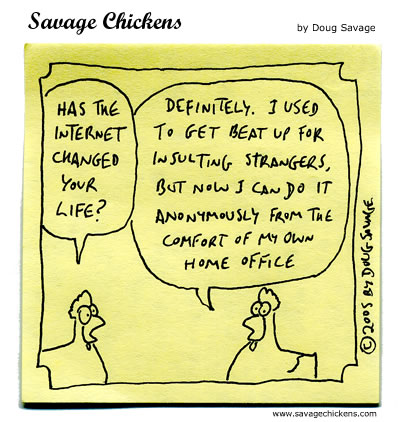 Savage Chickens
by Doug Savage
HAS THE
INTERNET
CHANGED
YOUR
LIFE?
DEFINITELY. I USED
TO GET BEAT UP FOR
INSULTING STRANGERS,
BUT NOW I CAN DO IT
ANONYMOUSLY FROM THE
COMFORT OF MY OWN
HOME OFFICE
© 2005 BY DOUG SAVAGE
www.savagechickens.com